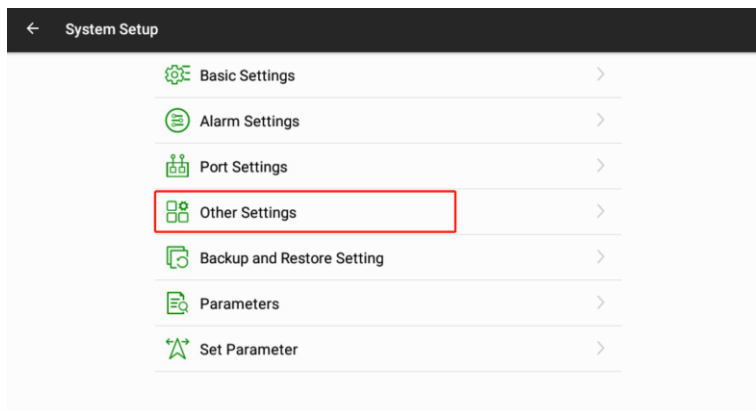 System Setup
Basic Settings
Alarm Settings
Port Settings
Other Settings
Backup and Restore Setting
Parameters
Set Parameter